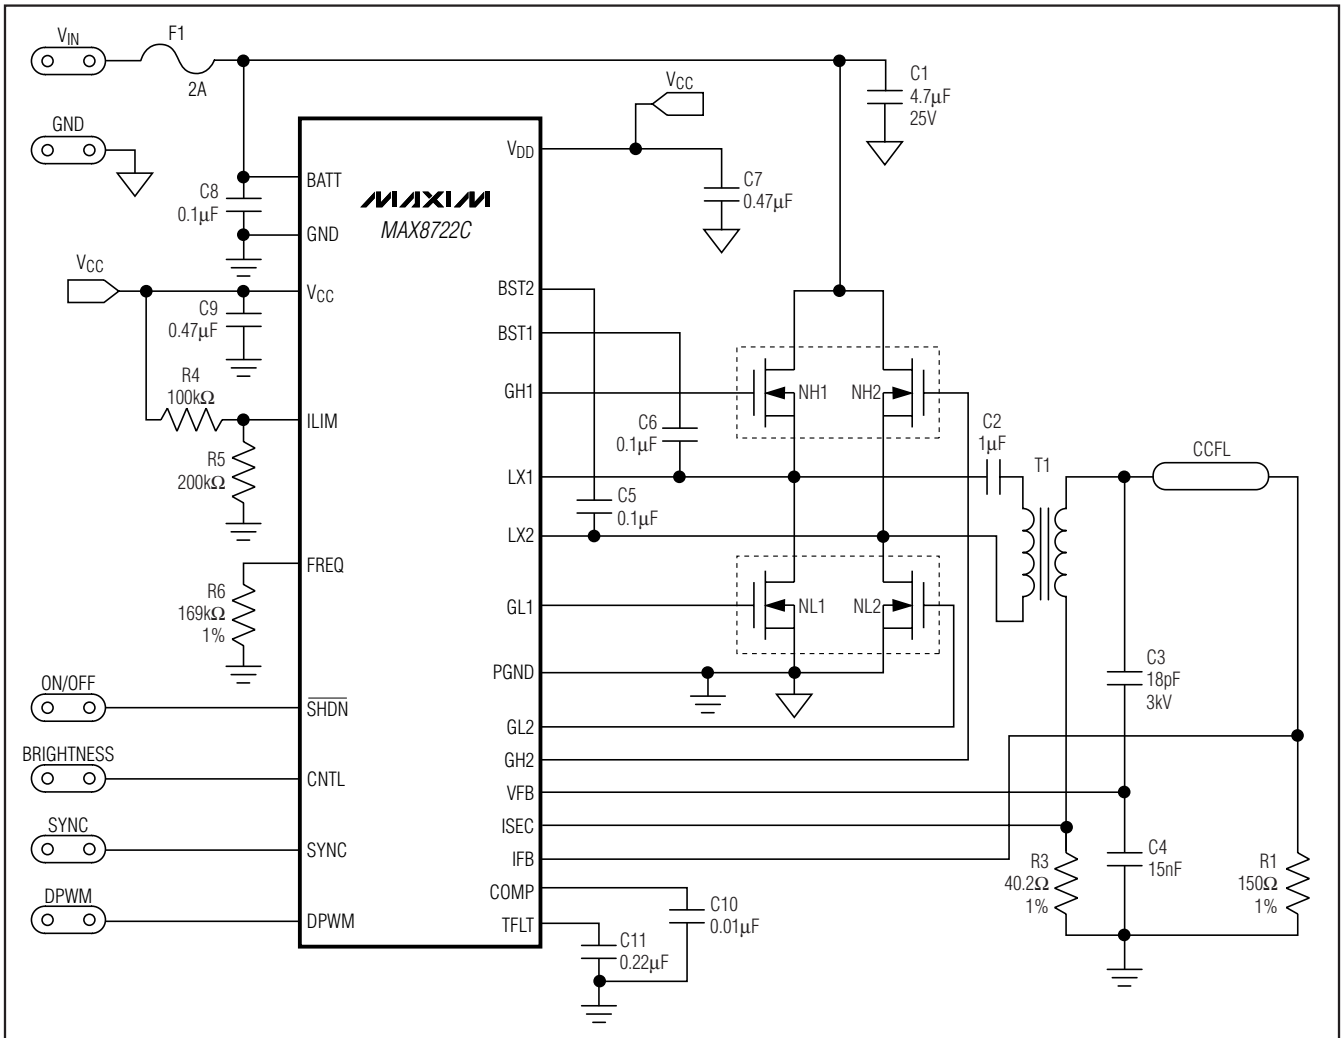 VIN
F1
2A
GND
C1
4.7µF
25V
VCC
VDD
C7
0.47µF
BATT
MAXIM
MAX8722C
C8
0.1µF
GND
VCC
VCC
C9
0.47µF
R4
100kΩ
ILIM
R5
200kΩ
FREQ
R6
169kΩ
1%
ON/OFF
SHDN
BRIGHTNESS
CNTL
SYNC
SYNC
DPWM
DPWM
BST2
BST1
GH1
NH1
NH2
C6
0.1µF
C2
1µF
T1
CCFL
LX1
C5
0.1µF
LX2
GL1
NL1
NL2
PGND
GL2
GH2
VFB
ISEC
IFB
COMP
TFLT
C3
18pF
3kV
C4
15nF
R3
40.2Ω
1%
R1
150Ω
1%
C10
0.01µF
C11
0.22µF